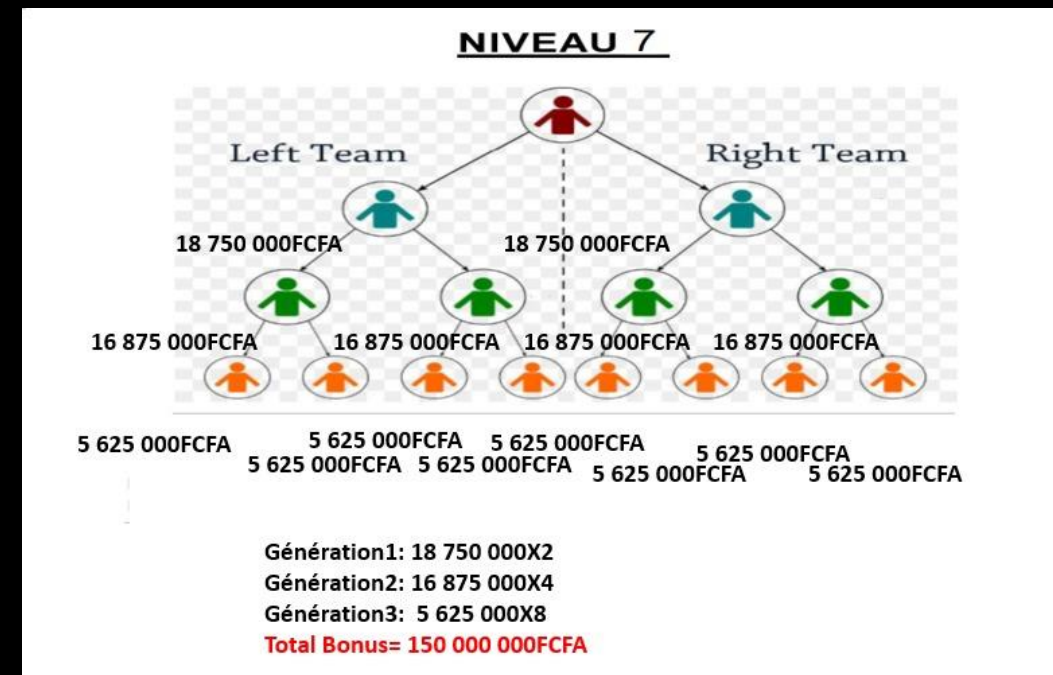 NIVEAU 7
Left Team
Right Team
18 750 000FCFA
18 750 000FCFA
16 875 000FCFA
16 875 000FCFA
16 875 000FCFA
16 875 000FCFA
5 625 000FCFA
5 625 000FCFA
5 625 000FCFA
5 625 000FCFA
5 625 000FCFA
5 625 000FCFA
5 625 000FCFA
5 625 000FCFA
Génération1: 18 750 000X2
Génération2: 16 875 000X4
Génération3: 5 625 000X8
Total Bonus= 150 000 000FCFA